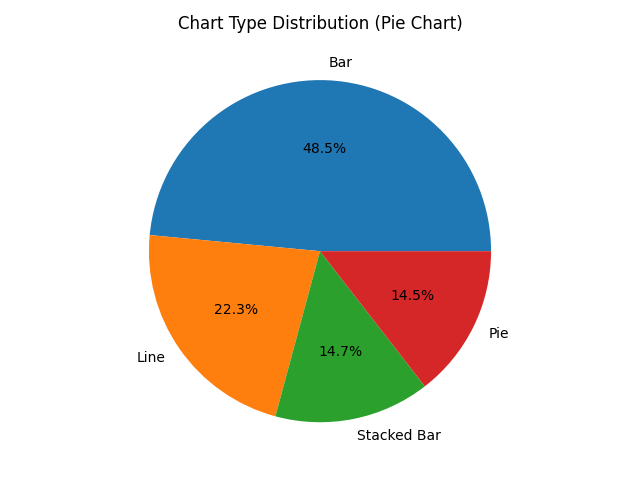 Chart Type Distribution (Pie Chart)
Bar
48.5%
22.3%
14.5%
14.7%
Line
Pie
Stacked Bar